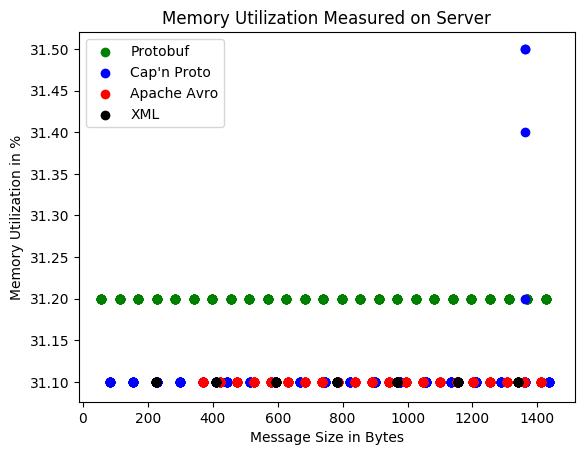 Memory Utilization Measured on Server
Protobuf
Cap'n Proto
Apache Avro
XML
Memory Utilization in %
31.50
31.45
31.40
31.35
31.30
31.25
31.20
31.15
31.10
0 200 400 600 800 1000 1200 1400
Message Size in Bytes